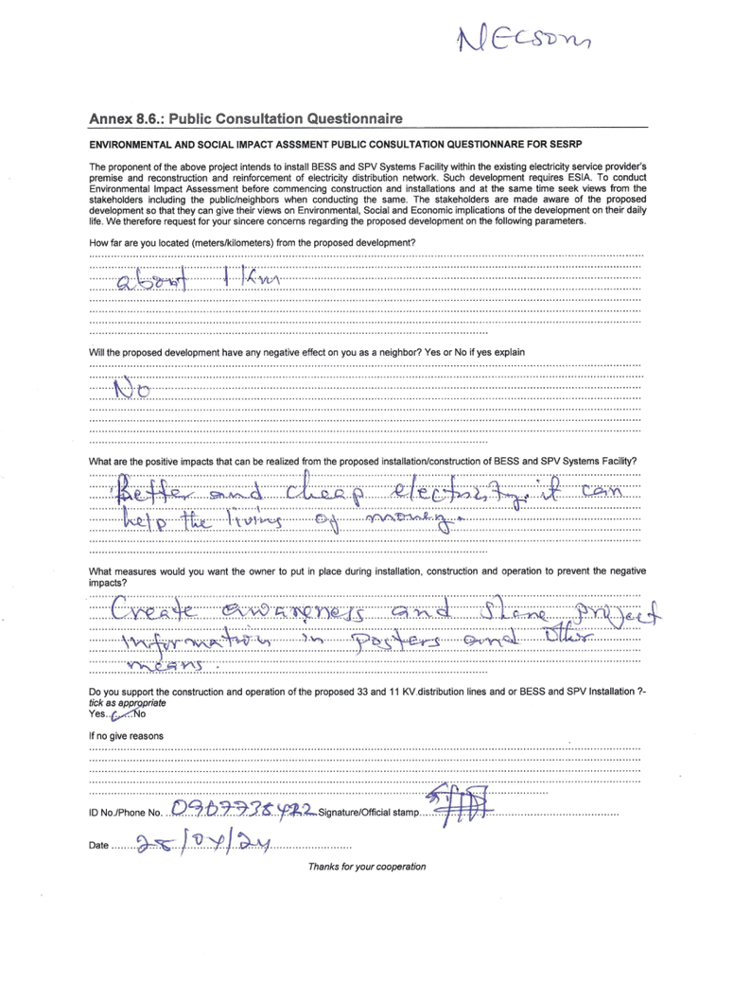 NECSOM
Annex 8.6.: Public Consultation Questionnaire
ENVIRONMENTAL AND SOCIAL IMPACT ASSSMENT PUBLIC CONSULTATION QUESTIONNARE FOR SESRP
The proponent of the above project intends to install BESS and SPV Systems Facility within the existing electricity service provider's
premise and reconstruction and reinforcement of electricity distribution network. Such development requires ESIA. To conduct
Environmental Impact Assessment before commencing construction and installations and at the same time seek views from the
stakeholders including the public/neighbors when conducting the same. The stakeholders are made aware of the proposed
development so that they can give their views on Environmental, Social and Economic implications of the development on their daily
life. We therefore request for your sincere concerns regarding the proposed development on the following parameters.
How far are you located (meters/kilometers) from the proposed development?
about 1 Km
Will the proposed development have any negative effect on you as a neighbor? Yes or No if yes explain
No
What are the positive impacts that can be realized from the proposed installation/construction of BESS and SPV Systems Facility?
Better and cheap it can
help the living of money.
What measures would you want the owner to put in place during installation, construction and operation to prevent the negative
impacts?
Create awareness and share project
information in posters and other
means.
Do you support the construction and operation of the proposed 33 and 11 KV distribution lines and or BESS and SPV Installation ?-
tick as appropriate
Yes..✓...No
If no give reasons
ID No./Phone No. Signature/Official stamp
Date
Thanks for your cooperation